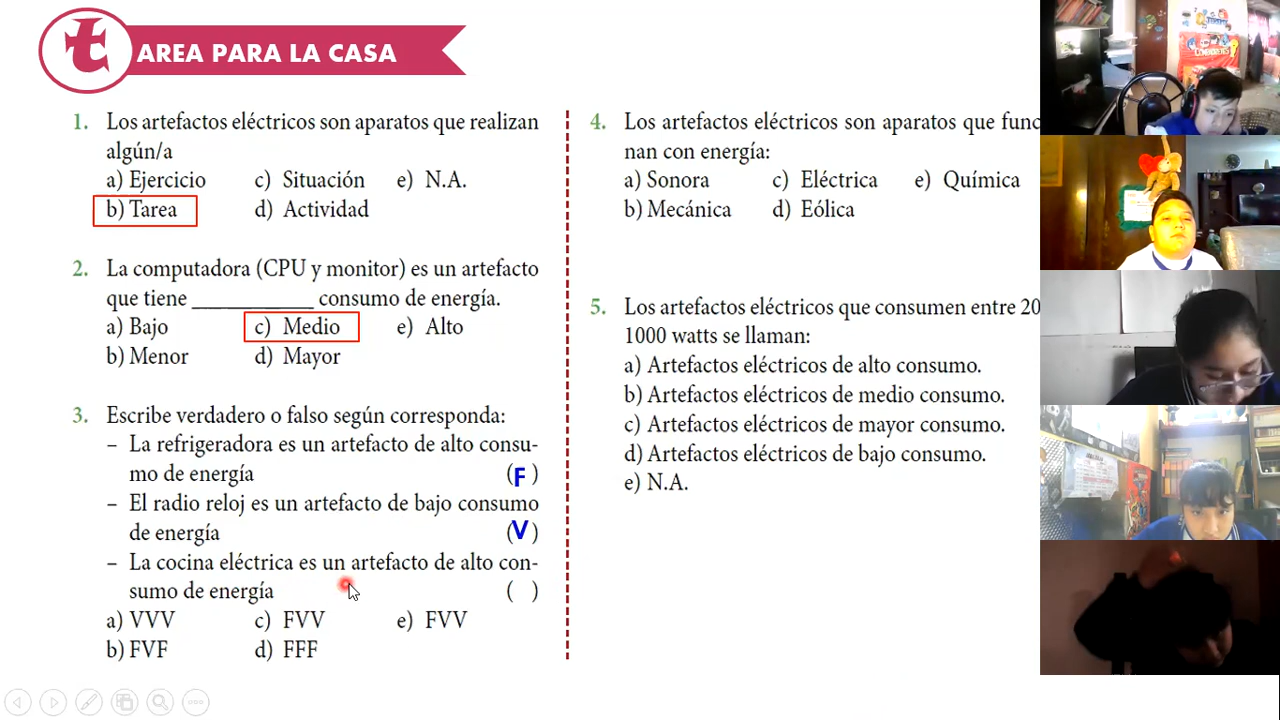 t AREA PARA LA CASA
1. Los artefactos eléctricos son aparatos que realizan
algún/a
a) Ejercicio c) Situación e) N.A.
b) Tarea d) Actividad
2. La computadora (CPU y monitor) es un artefacto
que tiene ____________ consumo de energía.
a) Bajo c) Medio e) Alto
b) Menor d) Mayor
3. Escribe verdadero o falso según corresponda:
– La refrigeradora es un artefacto de alto consu-
mo de energía (F)
– El radio reloj es un artefacto de bajo consumo
de energía (V)
– La cocina eléctrica es un artefacto de alto con-
sumo de energía ( )
a) VVV c) FVV e) FVV
b) FVF d) FFF
4. Los artefactos eléctricos son aparatos que func
nan con energía:
a) Sonora c) Eléctrica e) Química
b) Mecánica d) Eólica
5. Los artefactos eléctricos que consumen entre 20
1000 watts se llaman:
a) Artefactos eléctricos de alto consumo.
b) Artefactos eléctricos de medio consumo.
c) Artefactos eléctricos de mayor consumo.
d) Artefactos eléctricos de bajo consumo.
e) N.A.